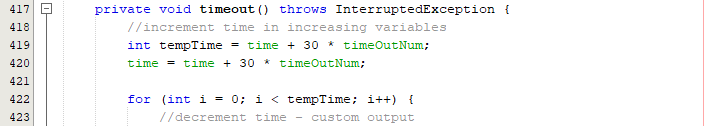 417 private void timeout() throws InterruptedException {
418 //increment time in increasing variables
419 int tempTime = time + 30 * timeOutNum;
420 time = time + 30 * timeOutNum;
421
422 for (int i = 0; i < tempTime; i++) {
423 //decrement time - custom output